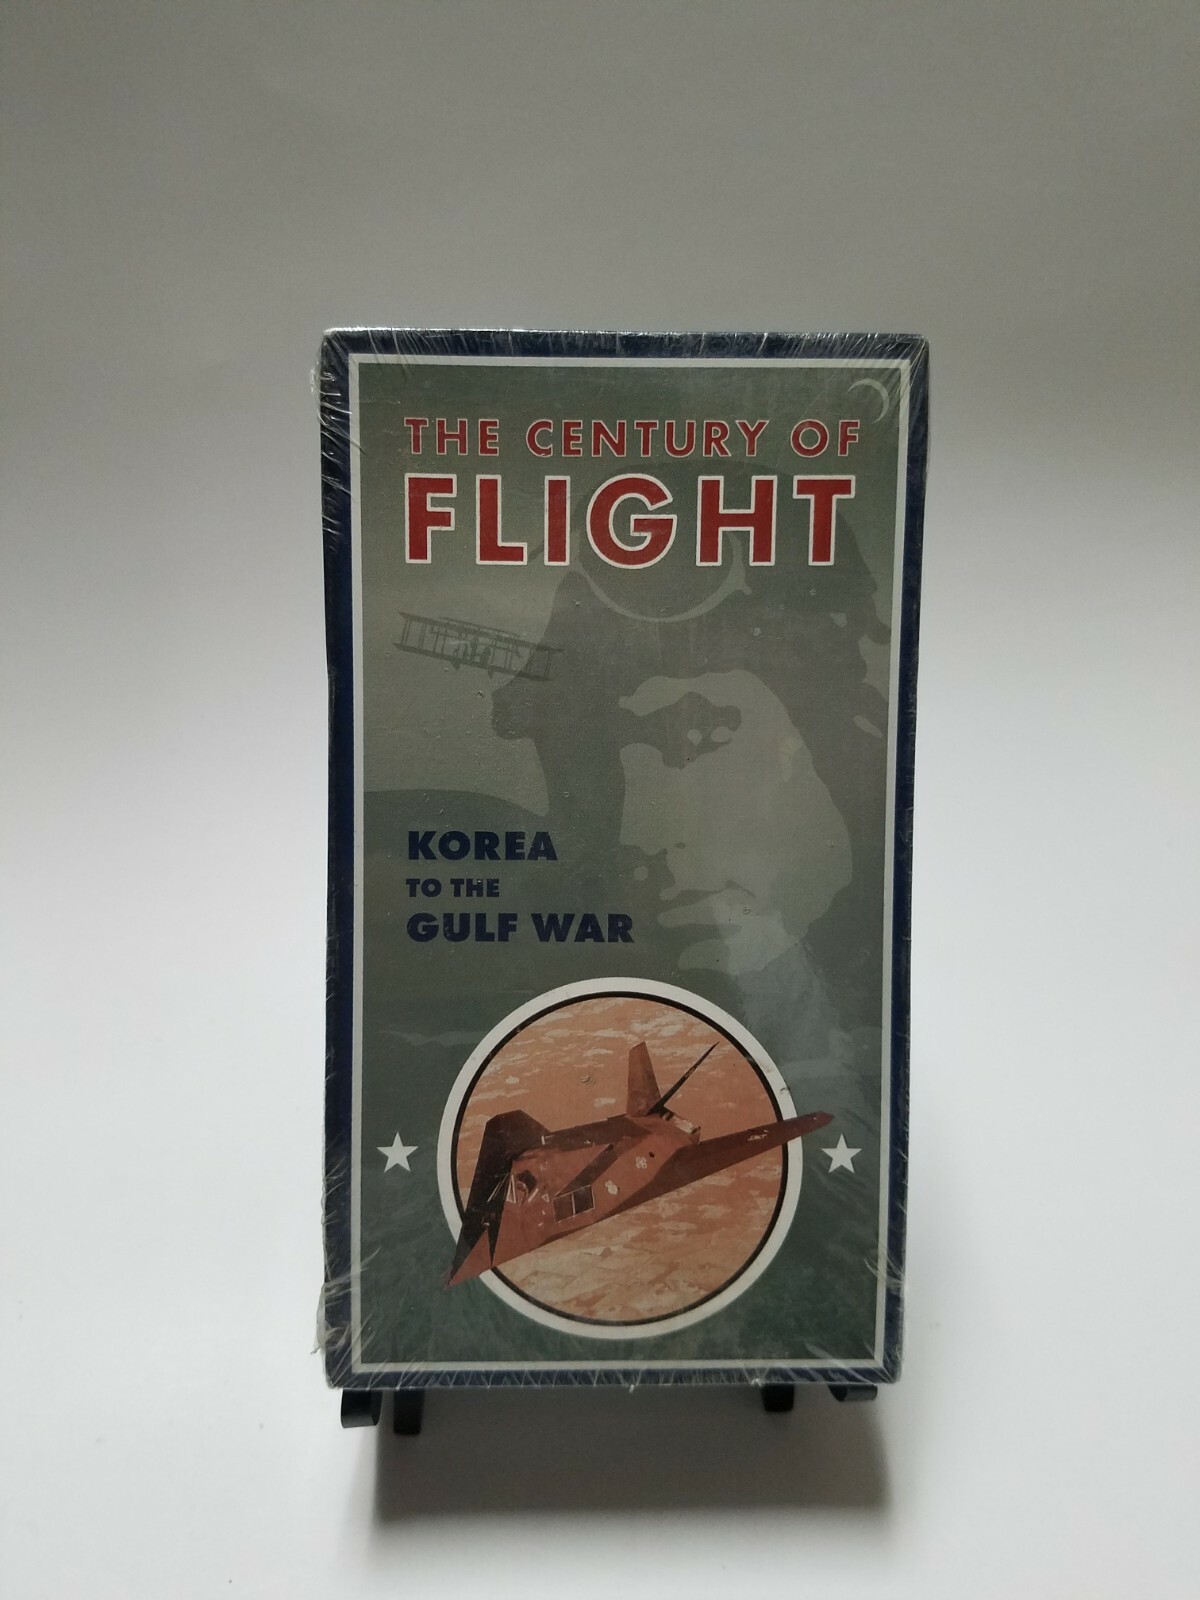 THE CENTURY OF
FLIGHT
KOREA
TO THE
GULF WAR